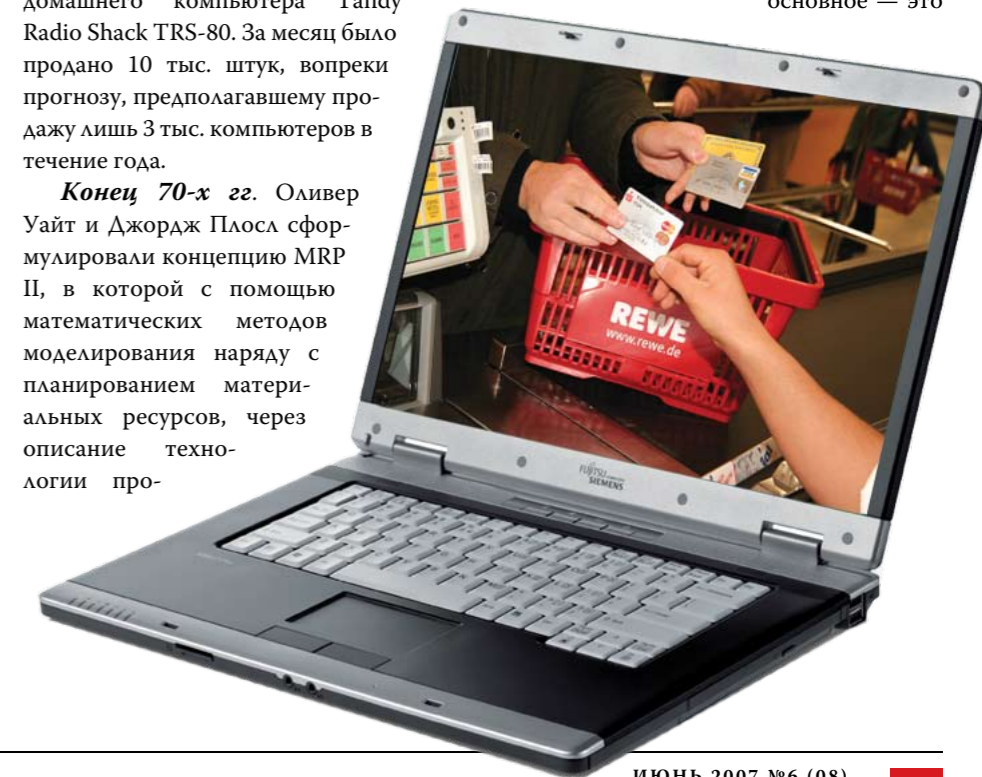 домашнего компьютера Tandy
Radio Shack TRS-80. За месяц было
продано 10 тыс. штук, вопреки
прогнозу, предполагавшему про-
дажу лишь 3 тыс. компьютеров в
течение года.
Конец 70-х гг. Оливер
Уайт и Джордж Плосл сфор-
мулировали концепцию MRP
II, в которой с помощью
математических методов
моделирования наряду с
планированием матери-
альных ресурсов, через
описание техно-
логии про-
основное — это
REWE
www.rewe.de
FUJITSU
SIEMENS
ИЮНЬ 2007 №6 (08)